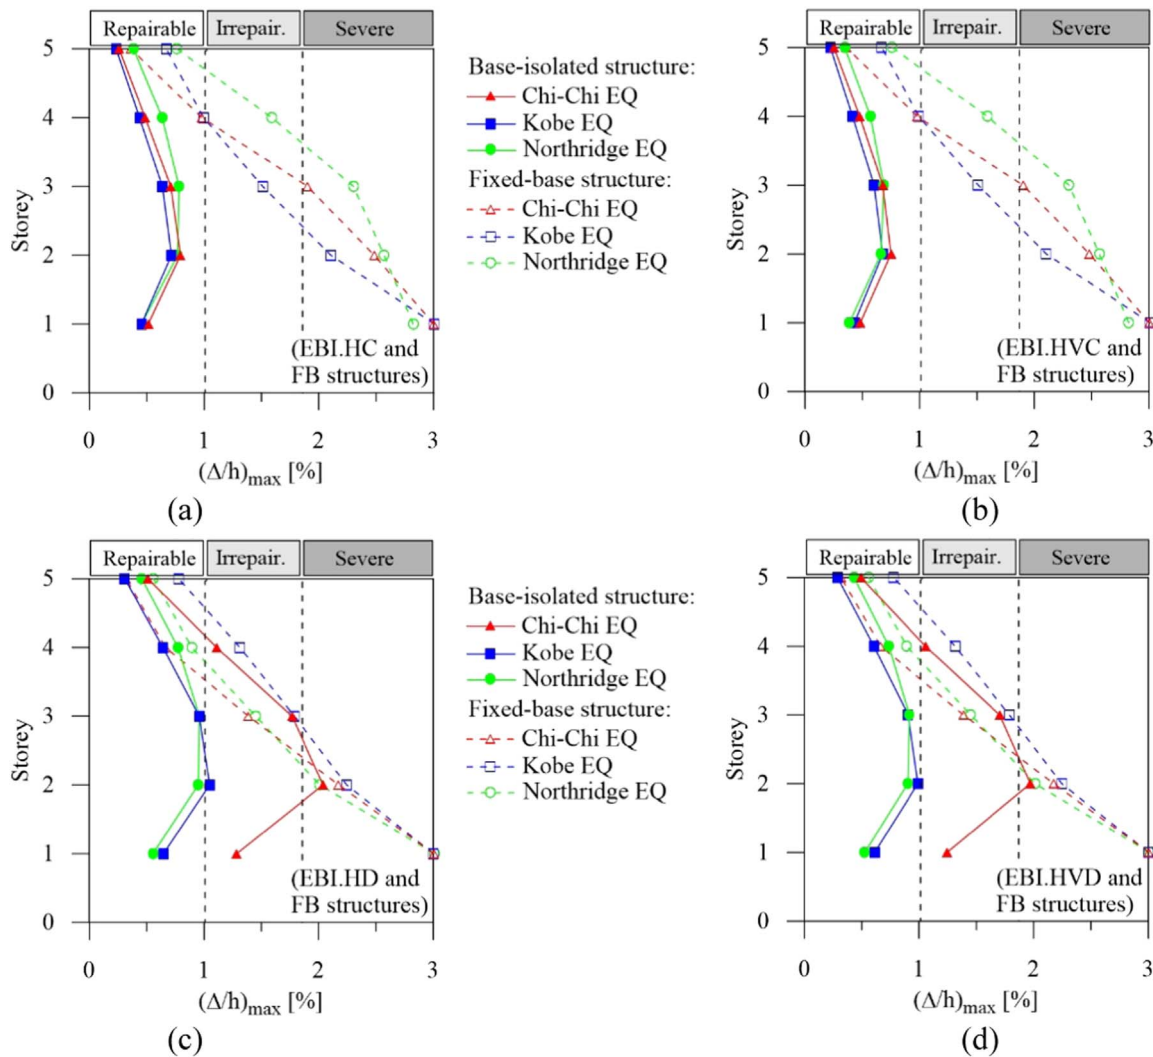 Repairable Irrepair. Severe
5
4
3
2
1
0
Storey
0 1 2 3
(Δ/h)max [%]
(EBI.HC and
FB structures)
(a)
Base-isolated structure:
Chi-Chi EQ
Kobe EQ
Northridge EQ
Fixed-base structure:
Chi-Chi EQ
Kobe EQ
Northridge EQ
Repairable Irrepair. Severe
5
4
3
2
1
0
Storey
0 1 2 3
(Δ/h)max [%]
(EBI.HVC and
FB structures)
(b)
Repairable Irrepair. Severe
5
4
3
2
1
0
Storey
0 1 2 3
(Δ/h)max [%]
(EBI.HD and
FB structures)
(c)
Base-isolated structure:
Chi-Chi EQ
Kobe EQ
Northridge EQ
Fixed-base structure:
Chi-Chi EQ
Kobe EQ
Northridge EQ
Repairable Irrepair. Severe
5
4
3
2
1
0
Storey
0 1 2 3
(Δ/h)max [%]
(EBI.HVD and
FB structures)
(d)